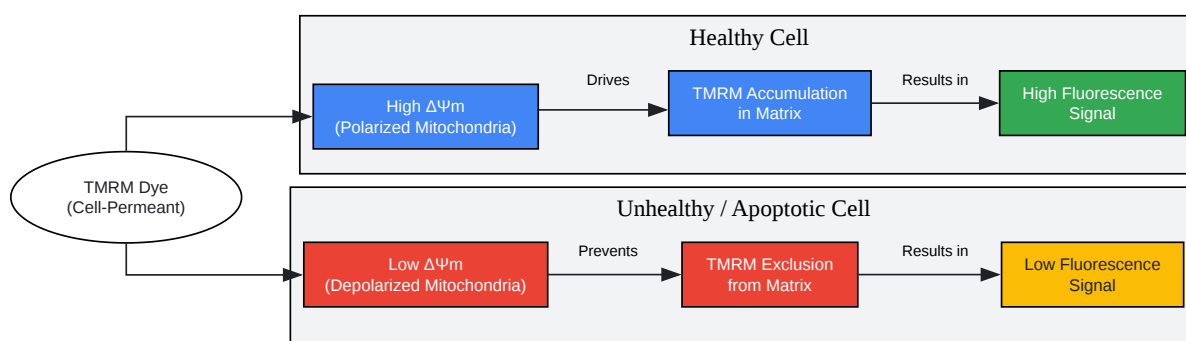 Healthy Cell
High ΔΨm
(Polarized Mitochondria)
Drives
TMRM Accumulation
in Matrix
Results in
High Fluorescence
Signal
TMRM Dye
(Cell-Permeant)
Unhealthy / Apoptotic Cell
Low ΔΨm
(Depolarized Mitochondria)
Prevents
TMRM Exclusion
from Matrix
Results in
Low Fluorescence
Signal